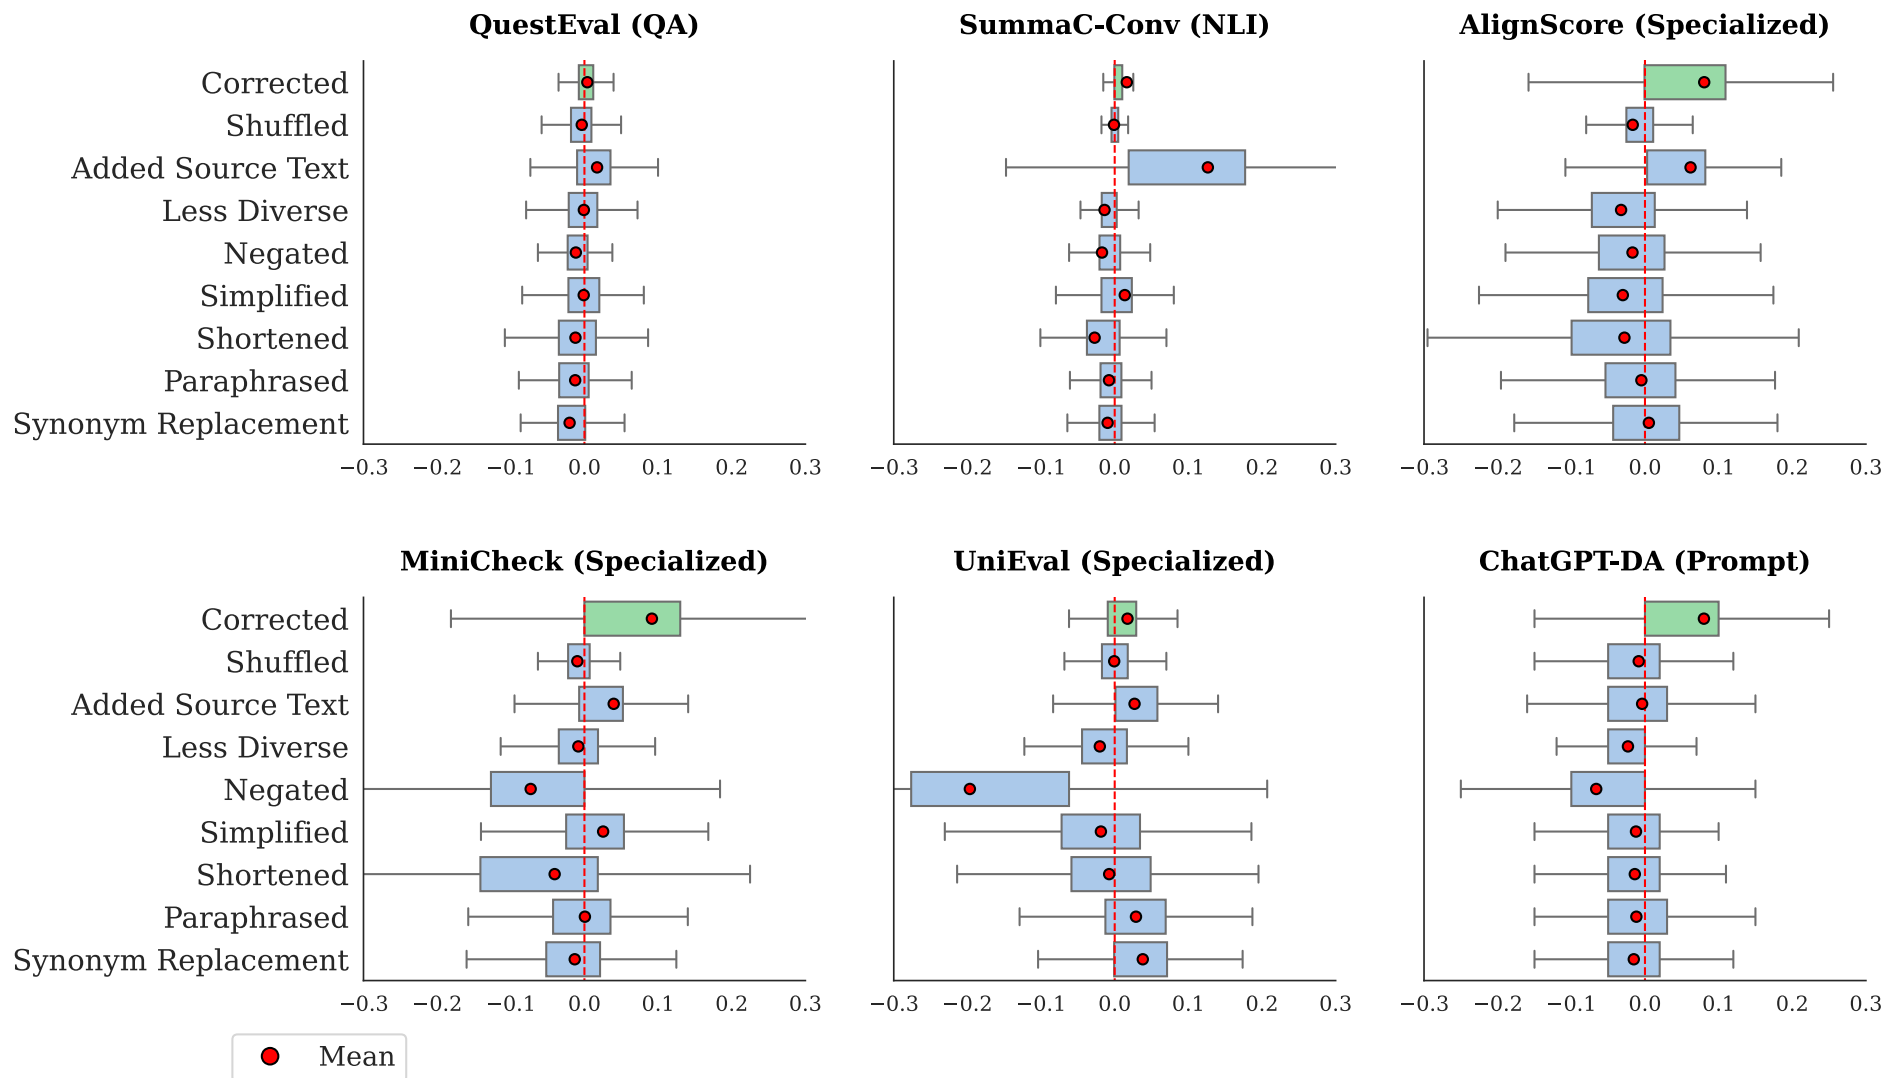 QuestEval (QA)
SummaC-Conv (NLI)
AlignScore (Specialized)
Corrected
Shuffled
Added Source Text
Less Diverse
Negated
Simplified
Shortened
Paraphrased
Synonym Replacement
−0.3 −0.2 −0.1 0.0 0.1 0.2 0.3
−0.3 −0.2 −0.1 0.0 0.1 0.2 0.3
−0.3 −0.2 −0.1 0.0 0.1 0.2 0.3
MiniCheck (Specialized)
UniEval (Specialized)
ChatGPT-DA (Prompt)
Corrected
Shuffled
Added Source Text
Less Diverse
Negated
Simplified
Shortened
Paraphrased
Synonym Replacement
−0.3 −0.2 −0.1 0.0 0.1 0.2 0.3
−0.3 −0.2 −0.1 0.0 0.1 0.2 0.3
−0.3 −0.2 −0.1 0.0 0.1 0.2 0.3
Mean